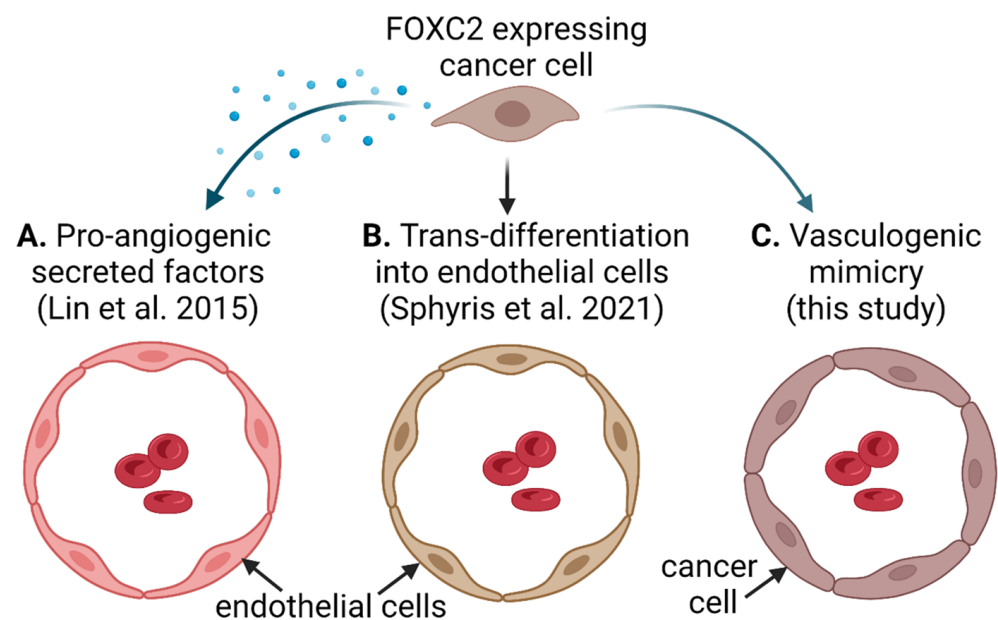 FOXC2 expressing
cancer cell
A. Pro-angiogenic
secreted factors
(Lin et al. 2015)
B. Trans-differentiation
into endothelial cells
(Sphyris et al. 2021)
C. Vasculogenic
mimicry
(this study)
endothelial cells
cancer
cell